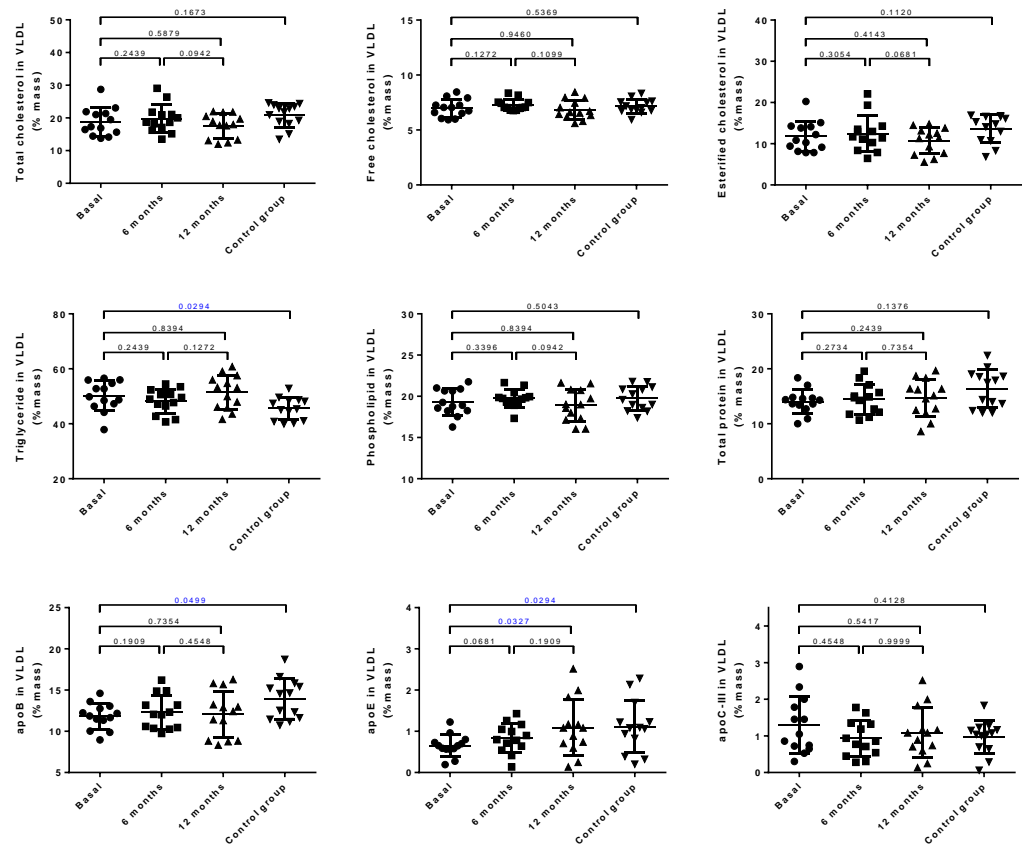 Total cholesterol in VLDL
(% mass)
50
40
30
20
10
0
0.1673
0.5879
0.2439
0.0942
Basal
6 months
12 months
Control group
Free cholesterol in VLDL
(% mass)
15
10
5
0
0.5369
0.9460
0.1272
0.1099
Basal
6 months
12 months
Control group
Esterified cholesterol in VLDL
(% mass)
40
30
20
10
0
0.1120
0.4143
0.3054
0.0681
Basal
6 months
12 months
Control group
Triglyceride in VLDL
(% mass)
80
60
40
20
0.0294
0.8394
0.2439
0.1272
Basal
6 months
12 months
Control group
Phospholipid in VLDL
(% mass)
30
25
20
15
10
0.5043
0.8394
0.3396
0.0942
Basal
6 months
12 months
Control group
Total protein in VLDL
(% mass)
30
20
10
0
0.1376
0.2439
0.2734
0.7354
Basal
6 months
12 months
Control group
apoB in VLDL
(% mass)
25
20
15
10
5
0.0499
0.7354
0.1909
0.4548
Basal
6 months
12 months
Control group
apoE in VLDL
(% mass)
4
3
2
1
0
0.0294
0.0327
0.0681
0.1909
Basal
6 months
12 months
Control group
apoC-III in VLDL
(% mass)
4
3
2
1
0
0.4128
0.5417
0.4548
0.9999
Basal
6 months
12 months
Control group